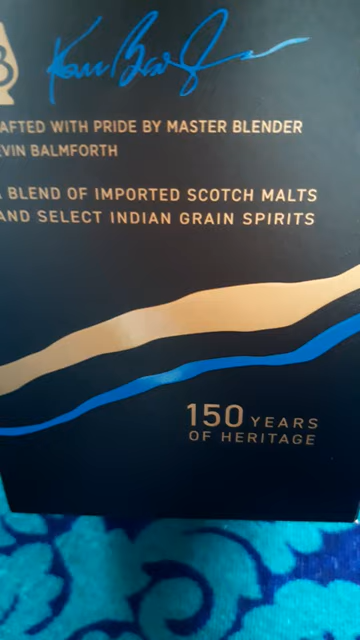 B
AFTED WITH PRIDE BY MASTER BLENDER
EVIN BALMFORTH
A BLEND OF IMPORTED SCOTCH MALTS
AND SELECT INDIAN GRAIN SPIRITS
150 YEARS
OF HERITAGE